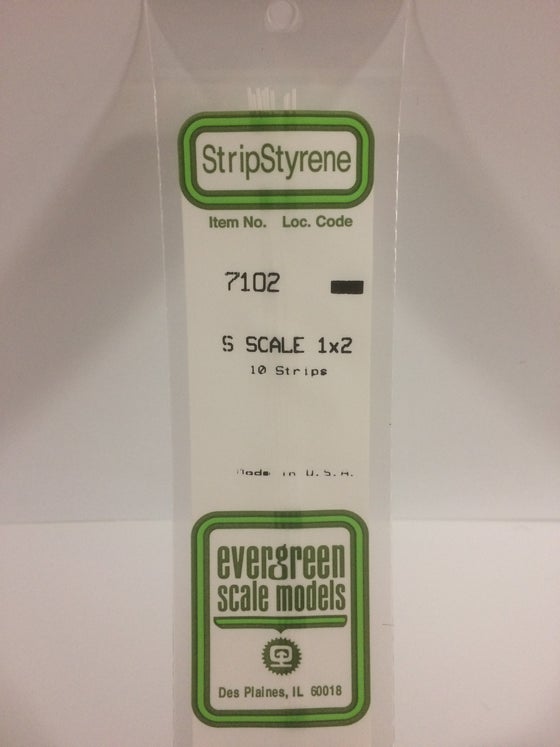 StripStyrene
Item No. Loc. Code
7102
S SCALE 1x2
10 Strips
Made in U.S.A.
evergreen
scale models
Des Plaines, IL 60018